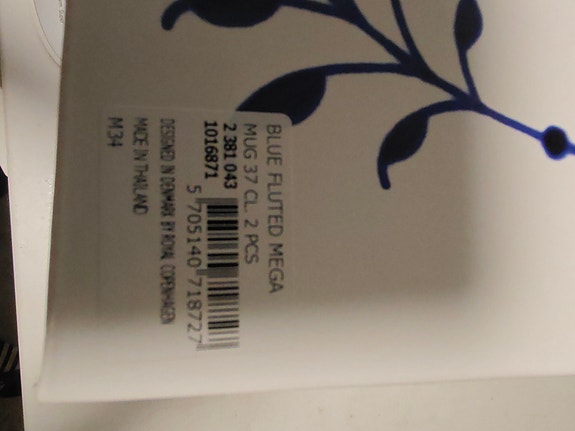 BLUE FLUTED MEGA
MUG 37 CL. 2 PCS
2 381 043
1016871
5 705140 718727
DESIGNED IN DENMARK BY ROYAL COPENHAGEN
MADE IN THAILAND
M34